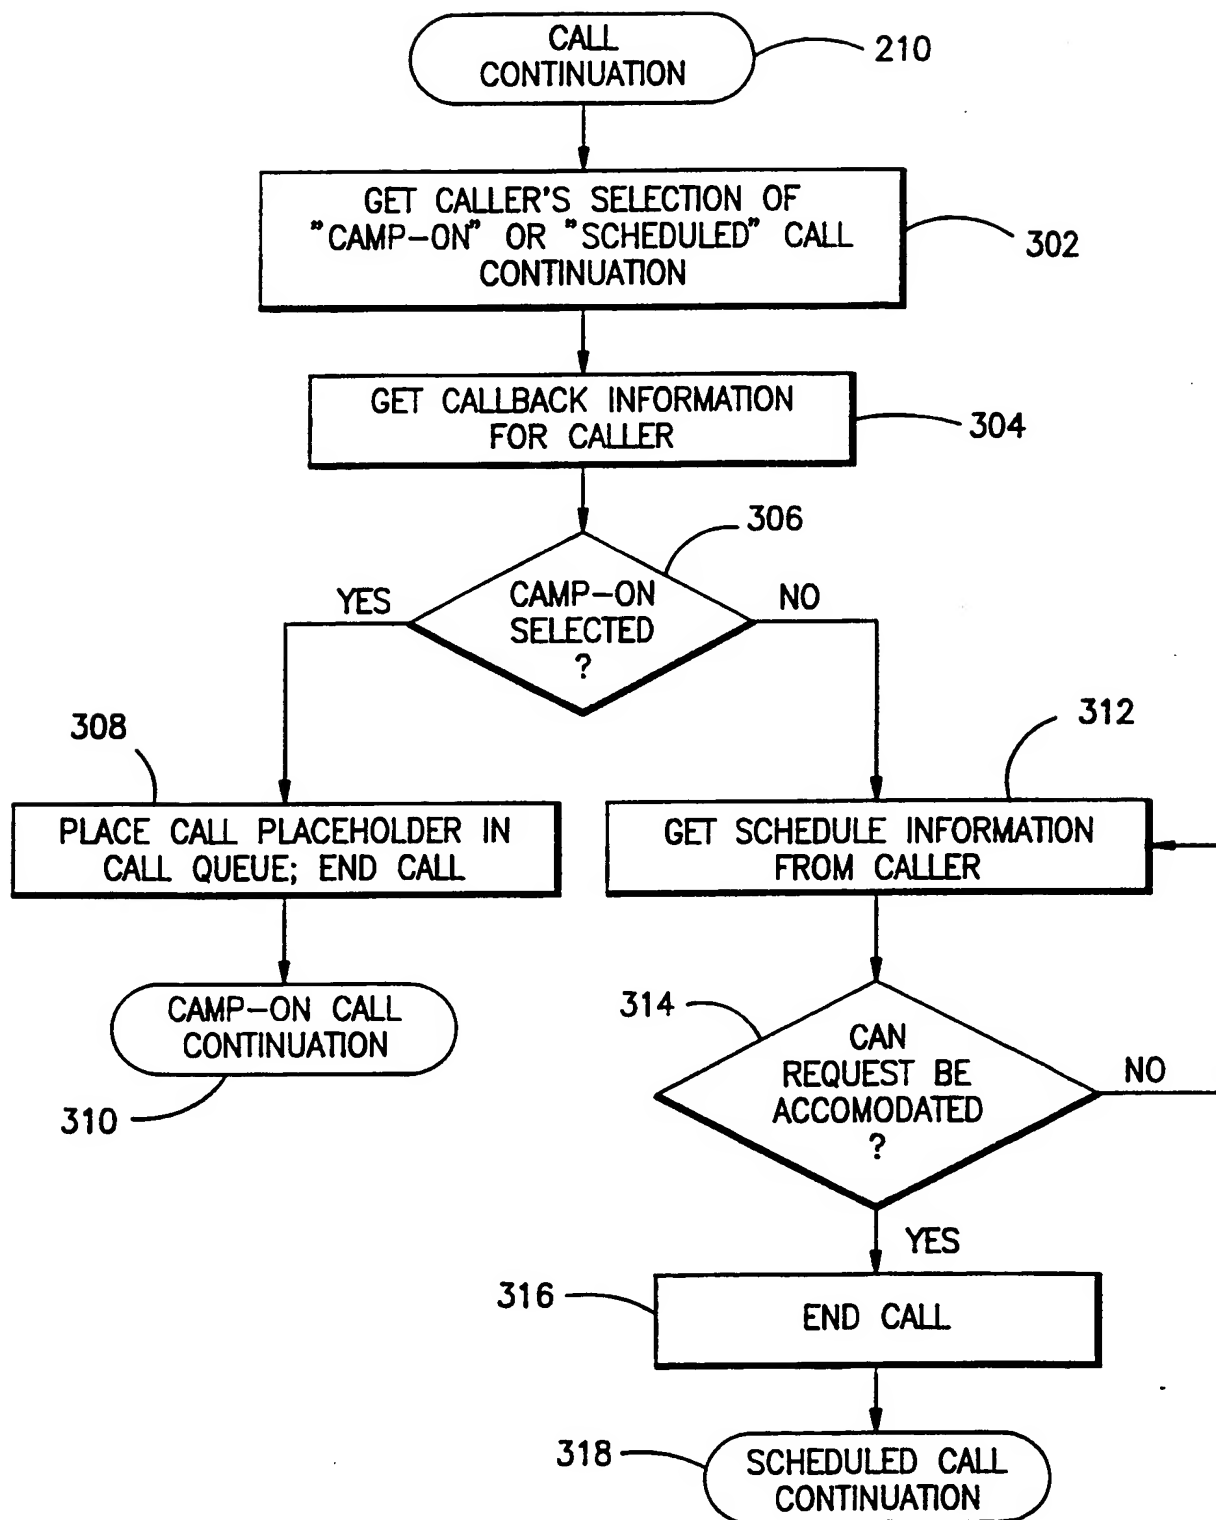 CALL
CONTINUATION
210
GET CALLER'S SELECTION OF
"CAMP-ON" OR "SCHEDULED" CALL
CONTINUATION
302
GET CALLBACK INFORMATION
FOR CALLER
304
306
CAMP-ON
SELECTED
?
YES
NO
308
PLACE CALL PLACEHOLDER IN
CALL QUEUE; END CALL
312
GET SCHEDULE INFORMATION
FROM CALLER
CAMP-ON CALL
CONTINUATION
310
314
CAN
REQUEST BE
ACCOMODATED
?
NO
YES
316
END CALL
318
SCHEDULED CALL
CONTINUATION